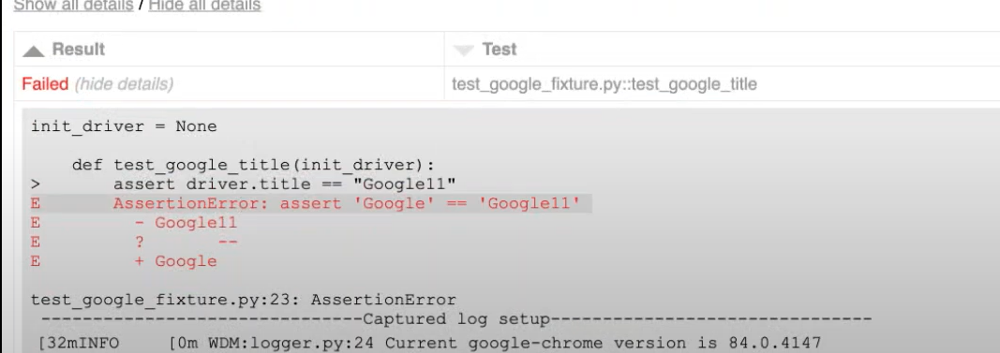 Show all details / Hide all details
Result Test
Failed (hide details) test_google_fixture.py::test_google_title
init_driver = None
def test_google_title(init_driver):
> assert driver.title == "Google11"
E AssertionError: assert 'Google' == 'Google11'
E - Google11
E ? --
E + Google
test_google_fixture.py:23: AssertionError
-------------------------------Captured log setup-------------------------------
[32mINFO [0m WDM:logger.py:24 Current google-chrome version is 84.0.4147